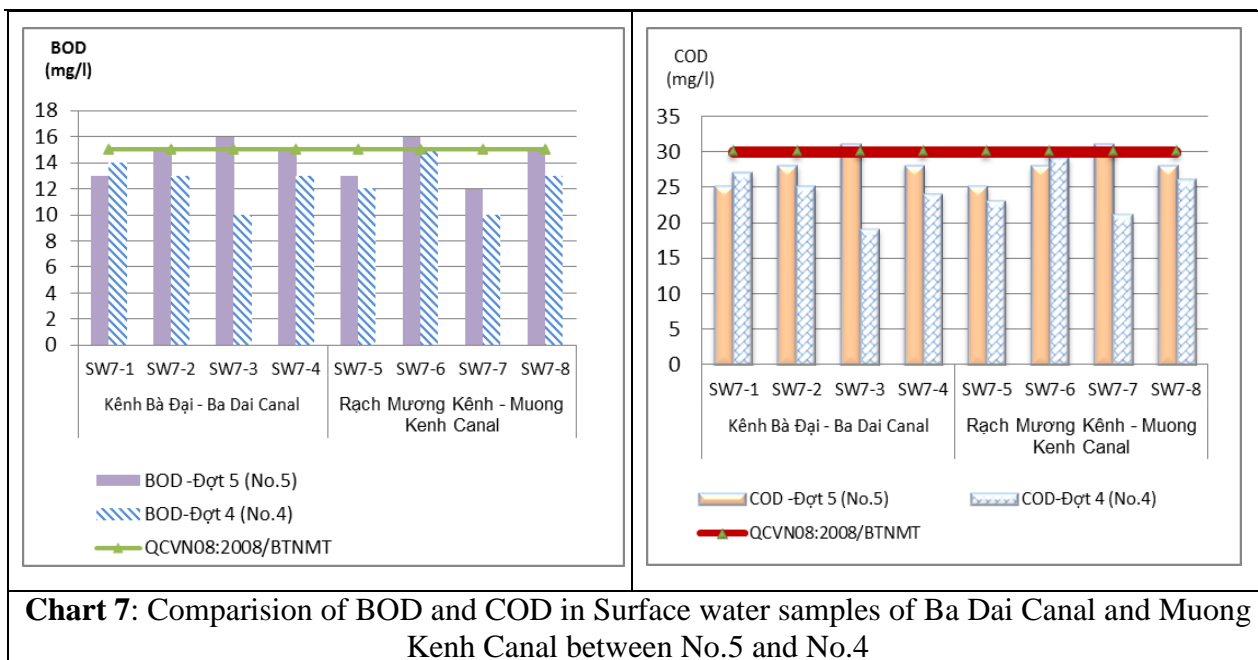 BOD
(mg/l)
18
16
14
12
10
8
6
4
2
0
SW7-1 SW7-2 SW7-3 SW7-4 SW7-5 SW7-6 SW7-7 SW7-8
Kênh Bà Đại - Ba Dai Canal
Rạch Mương Kênh - Muong
Kenh Canal
BOD -Đợt 5 (No.5)
BOD-Đợt 4 (No.4)
QCVN08:2008/BTNMT
COD
(mg/l)
35
30
25
20
15
10
5
0
SW7-1 SW7-2 SW7-3 SW7-4 SW7-5 SW7-6 SW7-7 SW7-8
Kênh Bà Đại - Ba Dai Canal
Rạch Mương Kênh - Muong
Kenh Canal
COD -Đợt 5 (No.5)
COD-Đợt 4 (No.4)
QCVN08:2008/BTNMT
Chart 7: Comparision of BOD and COD in Surface water samples of Ba Dai Canal and Muong
Kenh Canal between No.5 and No.4